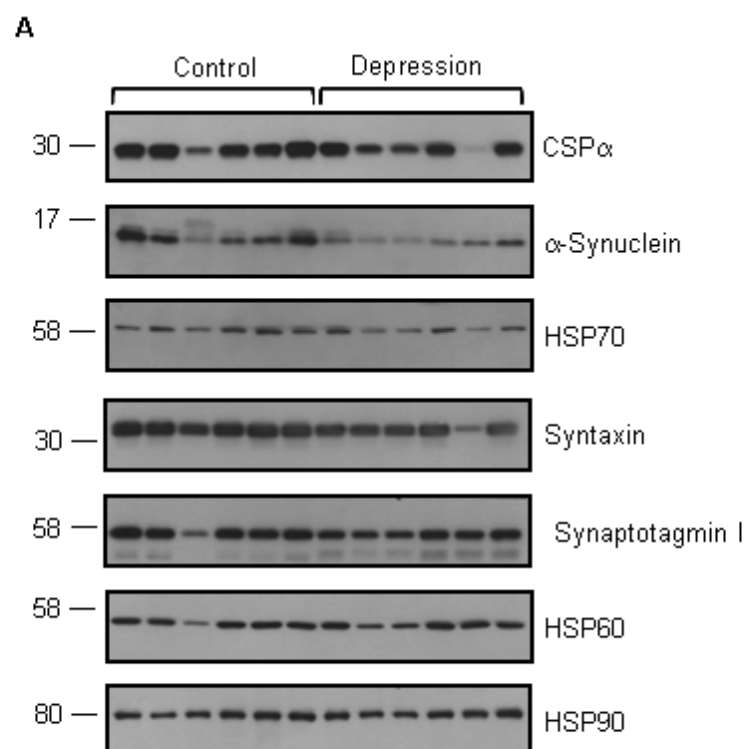 A
Control Depression
30 CSPα
17
α-Synuclein
58 HSP70
30 Syntaxin
58 Synaptotagmin I
58
HSP60
80 HSP90